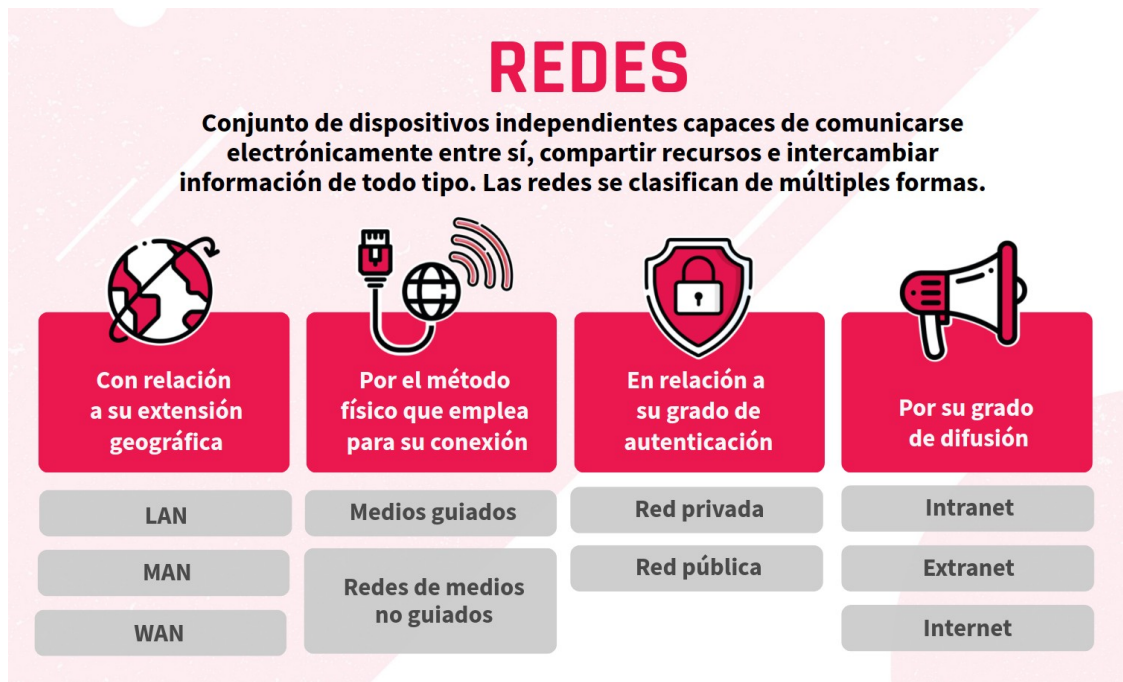 REDES
Conjunto de dispositivos independientes capaces de comunicarse
electrónicamente entre sí, compartir recursos e intercambiar
información de todo tipo. Las redes se clasifican de múltiples formas.
Con relación
a su extensión
geográfica
LAN
MAN
WAN
Por el método
físico que emplea
para su conexión
Medios guiados
Redes de medios
no guiados
En relación a
su grado de
autenticación
Red privada
Red pública
Por su grado
de difusión
Intranet
Extranet
Internet